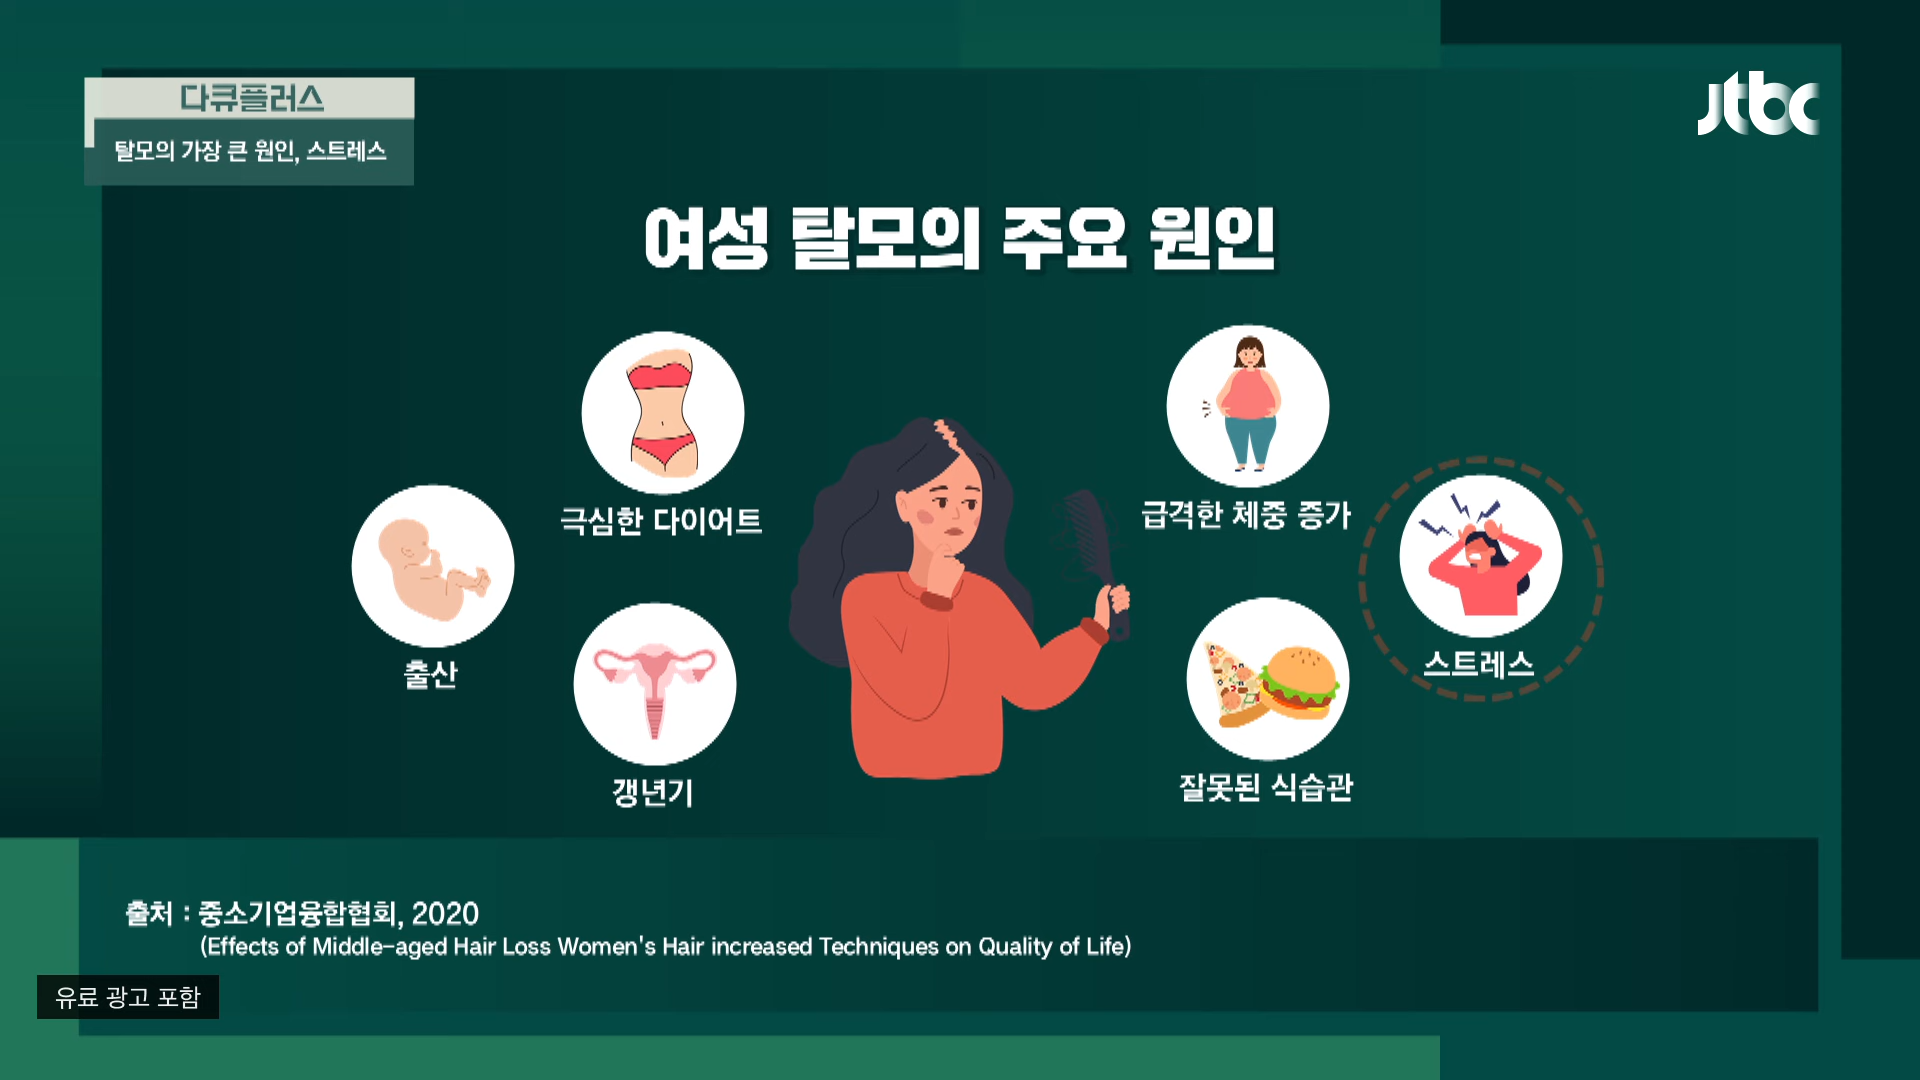 다큐플러스
jtbc
탈모의 가장 큰 원인, 스트레스
여성 탈모의 주요 원인
극심한 다이어트
급격한 체중 증가
출산
스트레스
갱년기
잘못된 식습관
출처 : 중소기업융합협회, 2020
(Effects of Middle-aged Hair Loss Women's Hair increased Techniques on Quality of Life)
유료 광고 포함